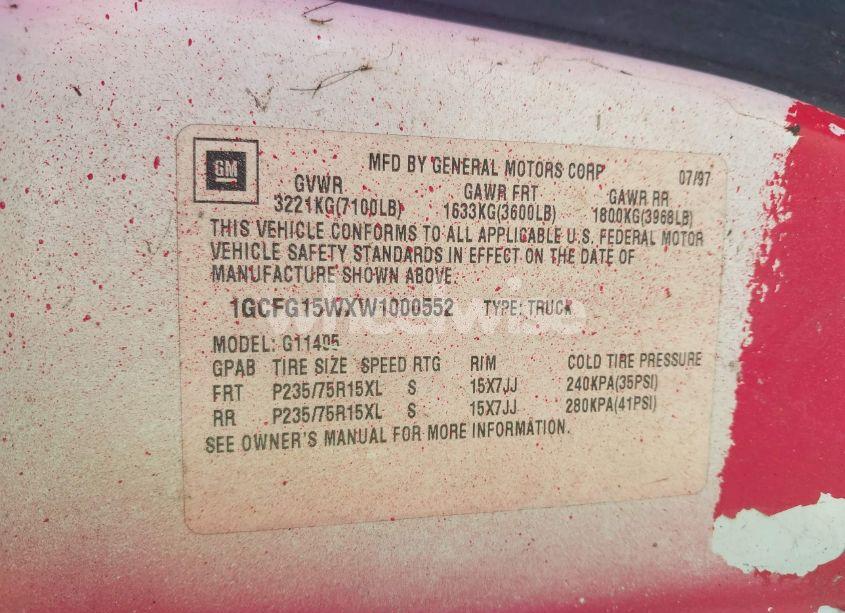 GM
MFD BY GENERAL MOTORS CORP 07/97
GVWR GAWR FRT GAWR RR
3221KG(7100LB) 1633KG(3600LB) 1800KG(3968LB)
THIS VEHICLE CONFORMS TO ALL APPLICABLE U.S. FEDERAL MOTOR
VEHICLE SAFETY STANDARDS IN EFFECT ON THE DATE OF
MANUFACTURE SHOWN ABOVE.
1GCFG15WXW1000552 TYPE: TRUCK
wheelwise
MODEL: G11405
GPAB TIRE SIZE SPEED RTG RIM COLD TIRE PRESSURE
FRT P235/75R15XL S 15X7JJ 240KPA(35PSI)
RR P235/75R15XL S 15X7JJ 280KPA(41PSI)
SEE OWNER'S MANUAL FOR MORE INFORMATION.